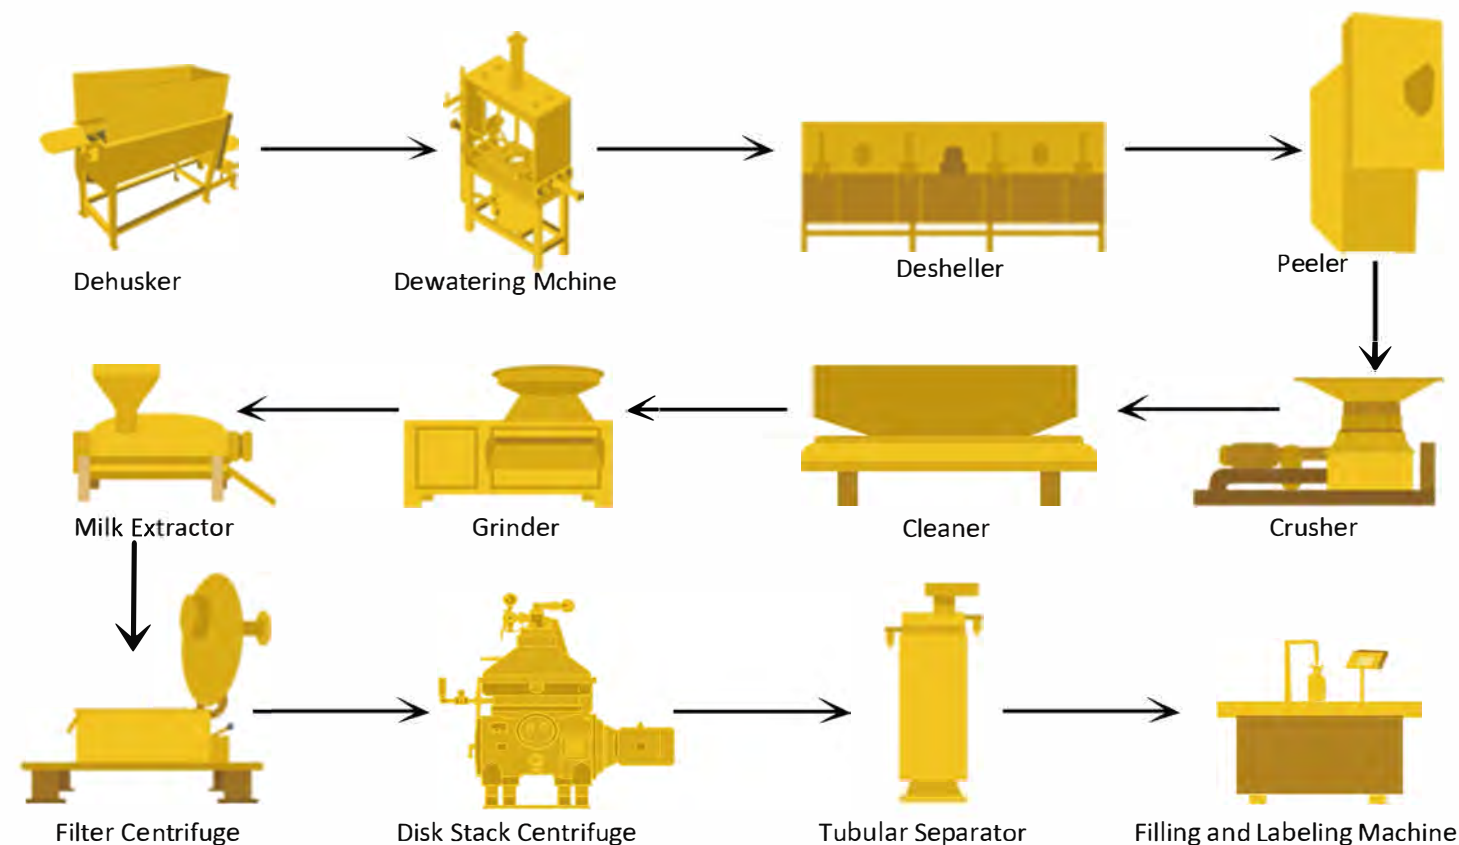 Dehusker
Dewatering Mchine
Desheller
Peeler
Milk Extractor
Grinder
Cleaner
Crusher
Filter Centrifuge
Disk Stack Centrifuge
Tubular Separator
Filling and Labeling Machine